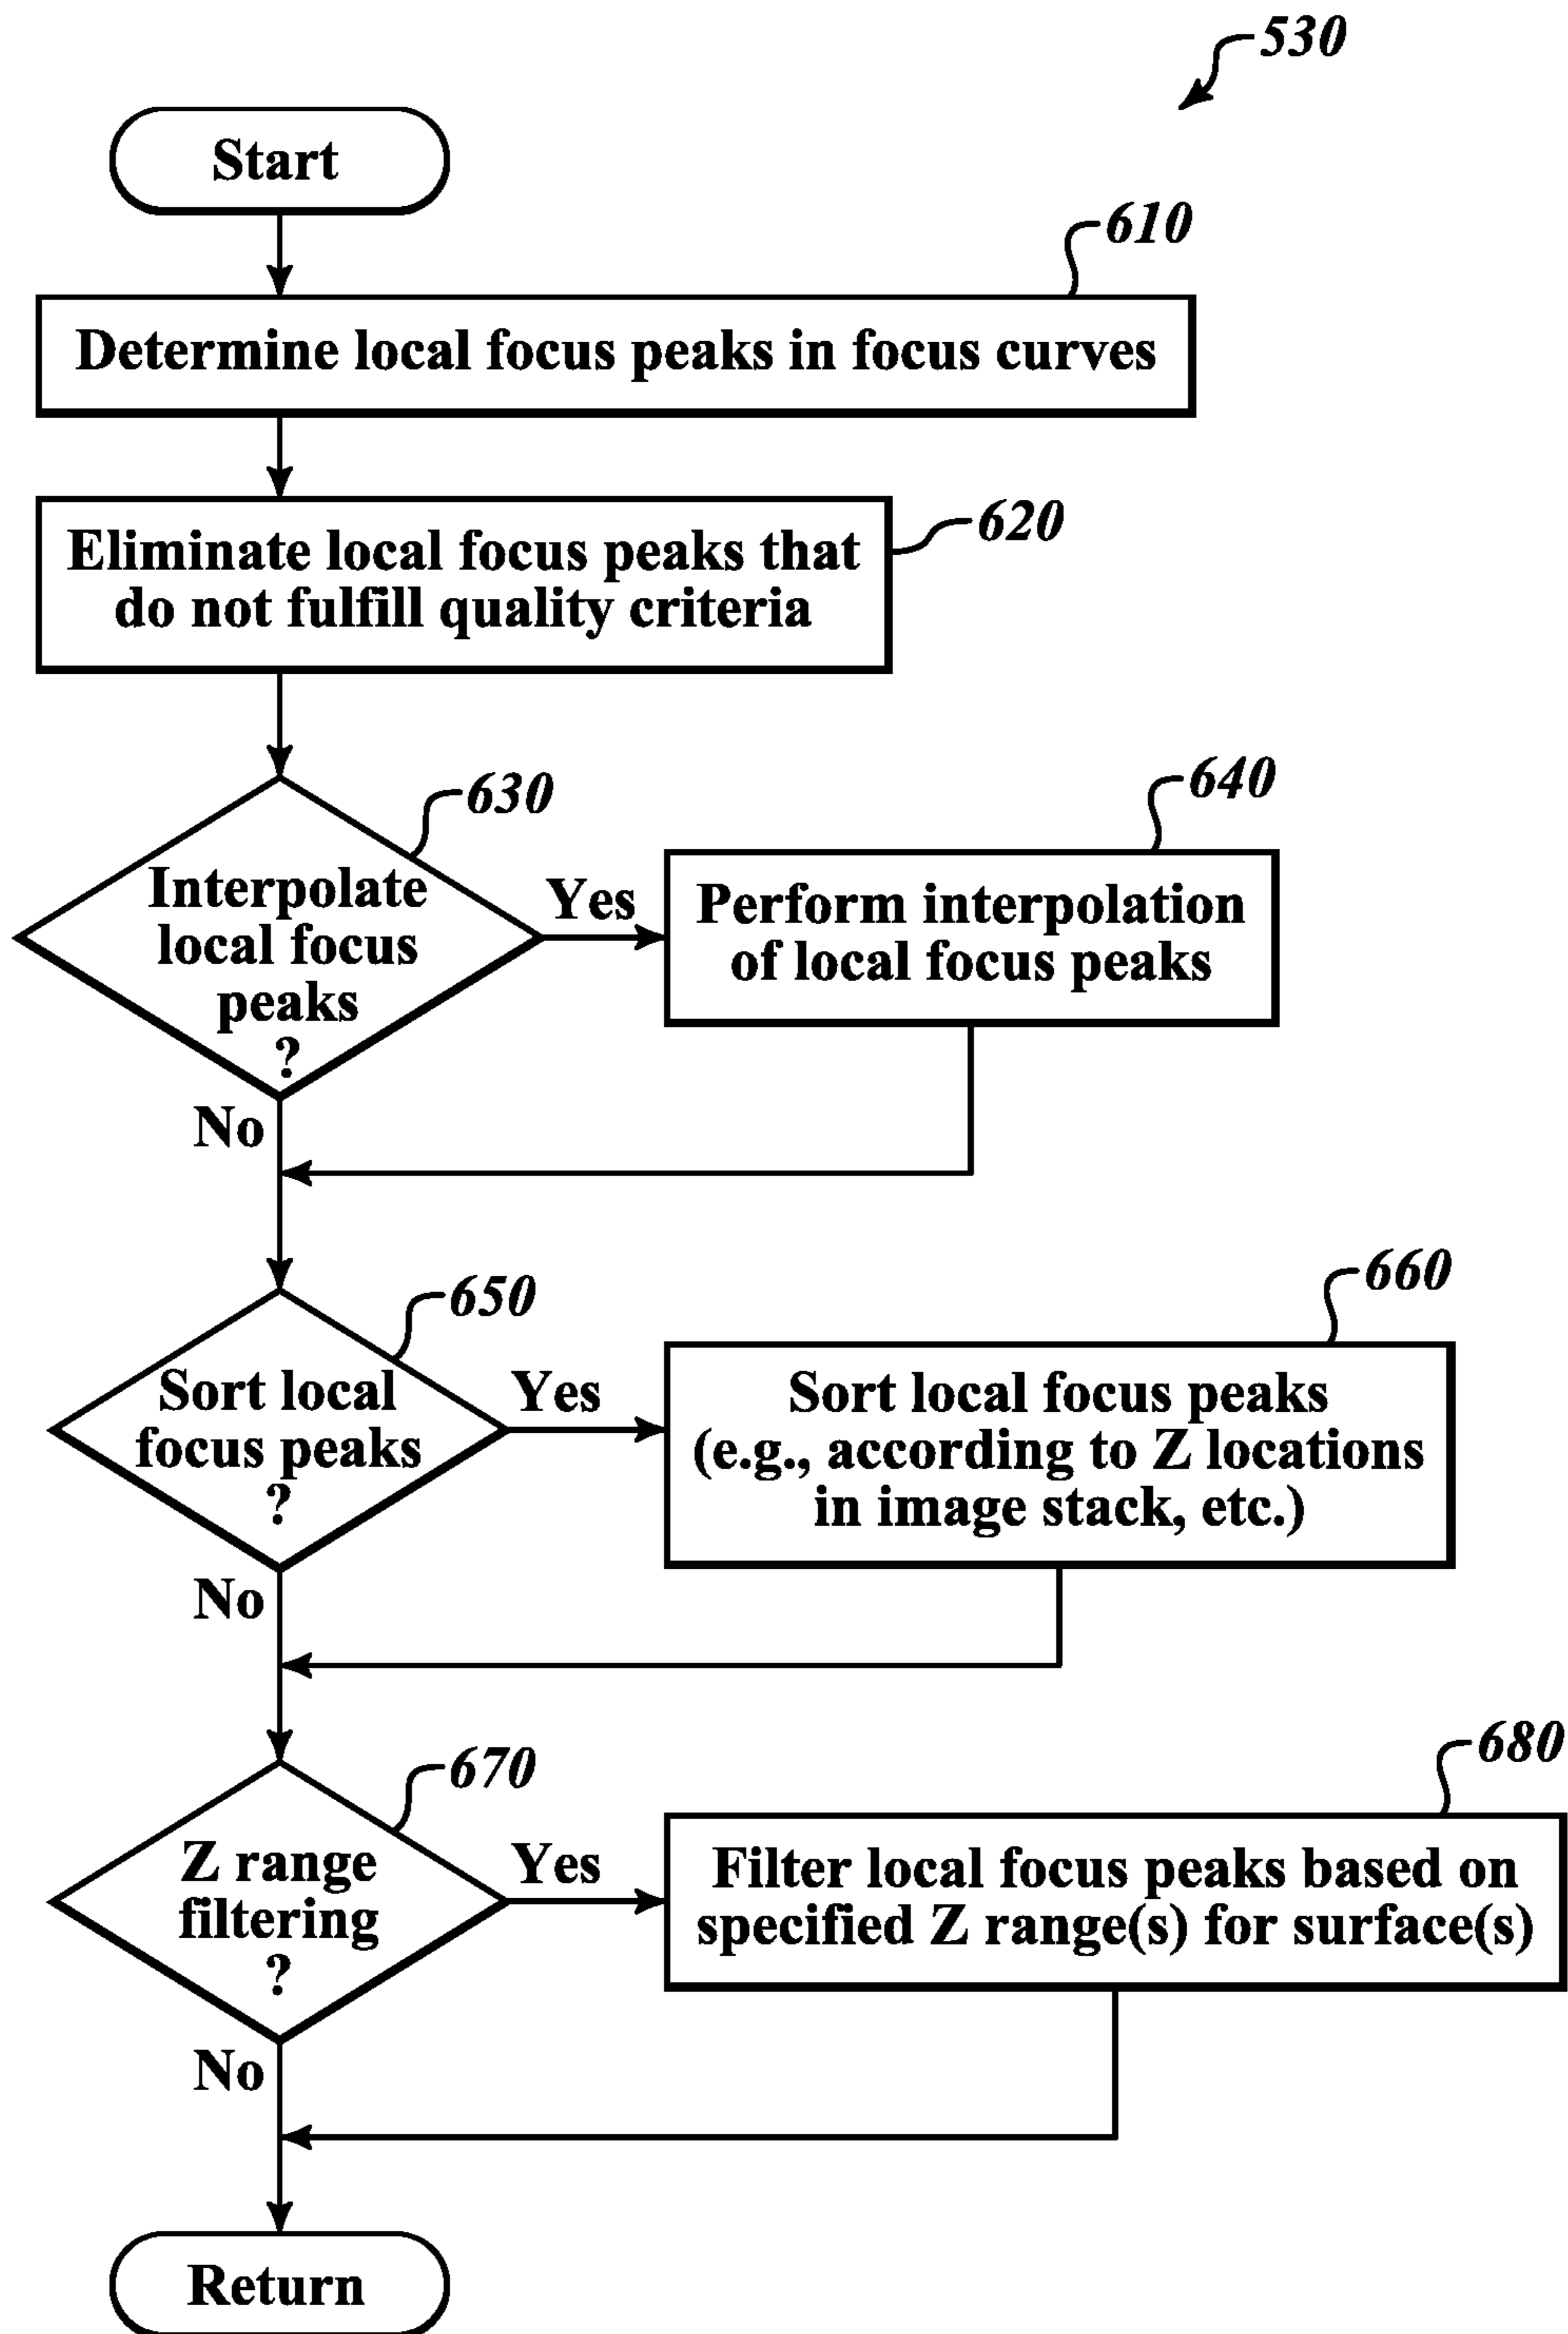 530
Start
610
Determine local focus peaks in focus curves
620
Eliminate local focus peaks that
do not fulfill quality criteria
630
Interpolate
local focus
peaks
?
Yes
640
Perform interpolation
of local focus peaks
No
650
Sort local
focus peaks
?
Yes
660
Sort local focus peaks
(e.g., according to Z locations
in image stack, etc.)
No
670
Z range
filtering
?
Yes
680
Filter local focus peaks based on
specified Z range(s) for surface(s)
No
Return